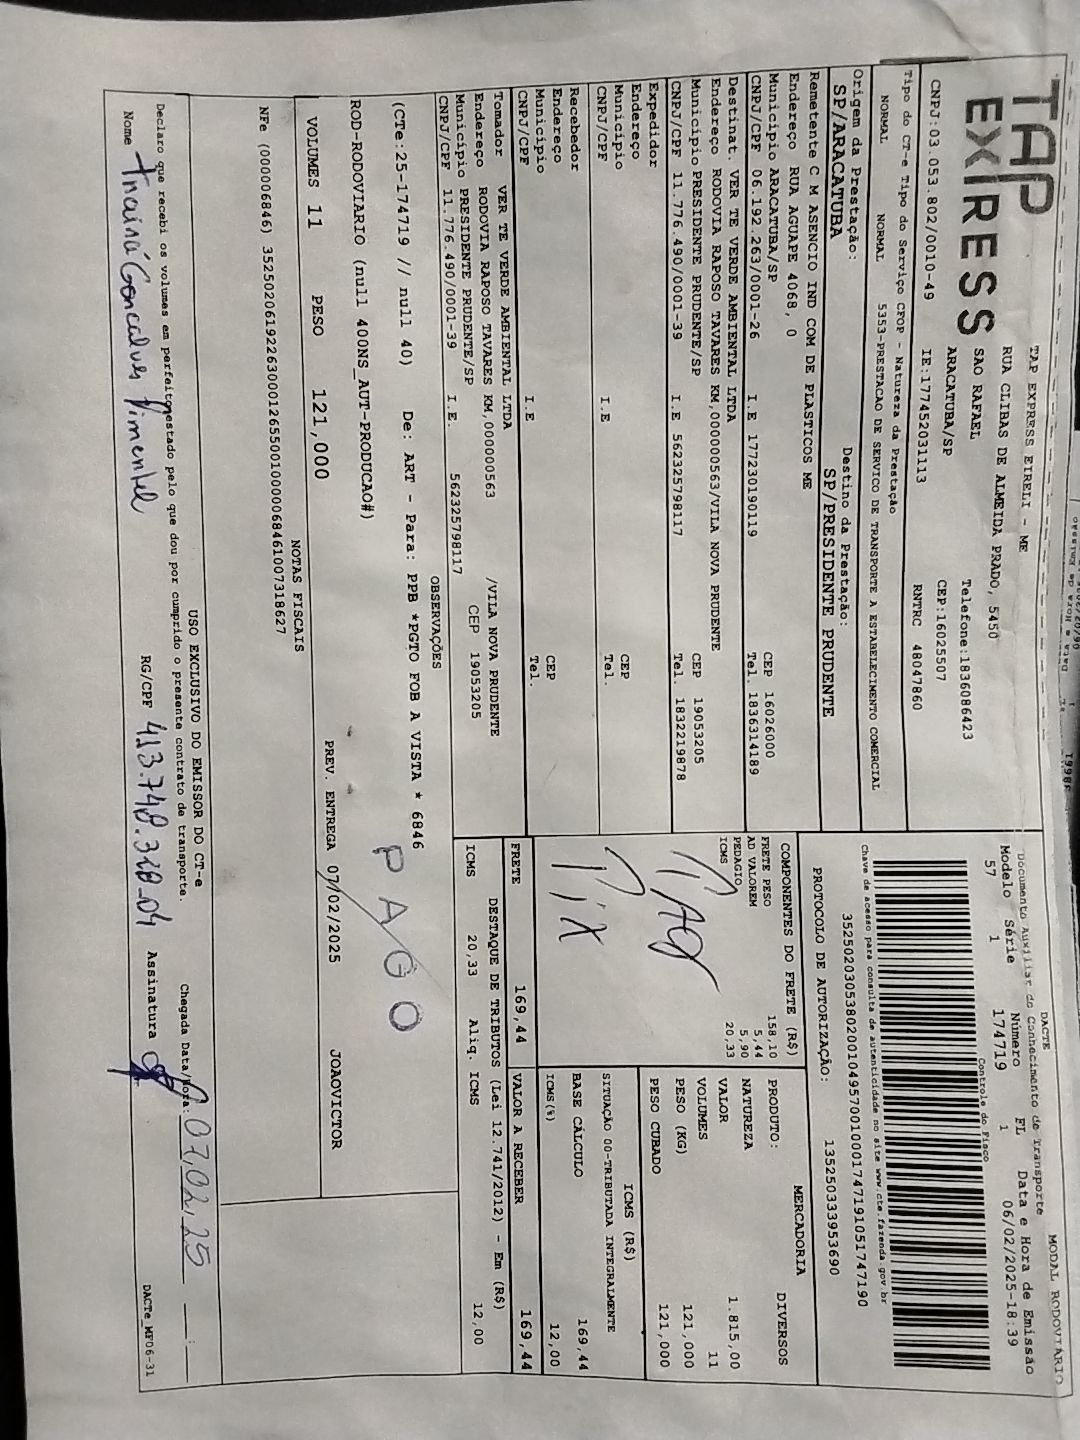 TAP EXPRESS
TAP EXPRESS EIRELI - ME
RUA CLIBAS DE ALMEIDA PRADO, 5450
SAO RAFAEL
ARACATUBA/SP
Telefone:1836086423
CEP:16025507
CNPJ:03.053.802/0010-49 IE:177452031113 RNTRC 48047860
DACTE MODAL RODOVIÁRIO
Documento Auxiliar do Conhecimento de Transporte
Modelo Série Número FL Data e Hora de Emissão
57 1 174719 1 06/02/2025-18:39
Controle do Fisco
Chave de acesso para consulta de autenticidade no site www.cte.fazenda.gov.br
35250203053802001049570010001747191051747190
PROTOCOLO DE AUTORIZAÇÃO: 135250333953690
Tipo do CT-e Tipo do Serviço CFOP - Natureza da Prestação
NORMAL NORMAL 5353-PRESTACAO DE SERVICO DE TRANSPORTE A ESTABELECIMENTO COMERCIAL
Origem da Prestação: Destino da Prestação:
SP/ARACATUBA SP/PRESIDENTE PRUDENTE
Remetente C M ASENCIO IND COM DE PLASTICOS ME
Endereço RUA AGUAPE 4068, 0
Município ARACATUBA/SP CEP 16026000
CNPJ/CPF 06.192.263/0001-26 I.E 177230190119 Tel. 1836314189
Destinat. VER TE VERDE AMBIENTAL LTDA
Endereço RODOVIA RAPOSO TAVARES KM,00000563/VILA NOVA PRUDENTE
Município PRESIDENTE PRUDENTE/SP CEP 19053205
CNPJ/CPF 11.776.490/0001-39 I.E 562325798117 Tel. 1832219878
Expedidor
Endereço
Município CEP
CNPJ/CPF I.E Tel.
Recebedor
Endereço
Município CEP
CNPJ/CPF I.E Tel.
Tomador VER TE VERDE AMBIENTAL LTDA
Endereço RODOVIA RAPOSO TAVARES KM,000000563 /VILA NOVA PRUDENTE
Município PRESIDENTE PRUDENTE/SP CEP 19053205
CNPJ/CPF 11.776.490/0001-39 I.E. 562325798117
COMPONENTES DO FRETE (R$)
FRETE PESO 158,10
AD VALOREM 5,44
PEDAGIO 5,90
ICMS 20,33
Pago
Pix
MERCADORIA
PRODUTO: DIVERSOS
NATUREZA
VALOR 1.815,00
VOLUMES 11
PESO (KG) 121,000
PESO CUBADO 121,000
ICMS (R$)
SITUAÇÃO 00-TRIBUTADA INTEGRALMENTE
BASE CÁLCULO 169,44
ICMS(%) 12,00
FRETE 169,44 VALOR A RECEBER 169,44
DESTAQUE DE TRIBUTOS (Lei 12.741/2012) - Em (R$)
ICMS 20,33 Aliq. ICMS 12,00
OBSERVAÇÕES
(CTe:25-174719 // null 40) De: ART - Para: PPB *PGTO FOB A VISTA * 6846
ROD-RODOVIARIO (null 400NS_AUT-PRODUCAO#)
PAGO
VOLUMES 11 PESO 121,000 PREV. ENTREGA 07/02/2025 JOAOVICTOR
NOTAS FISCAIS
NFe (00006846) 35250206192263000126550010000068461007318627
USO EXCLUSIVO DO EMISSOR DO CT-e
Declaro que recebi os volumes em perfeito estado pelo que dou por cumprido o presente contrato de transporte. Chegada Data/Hora: 07,02,25 :
Nome Gonçalves Pimentel RG/CPF Assinatura
DACTe_MF06-31